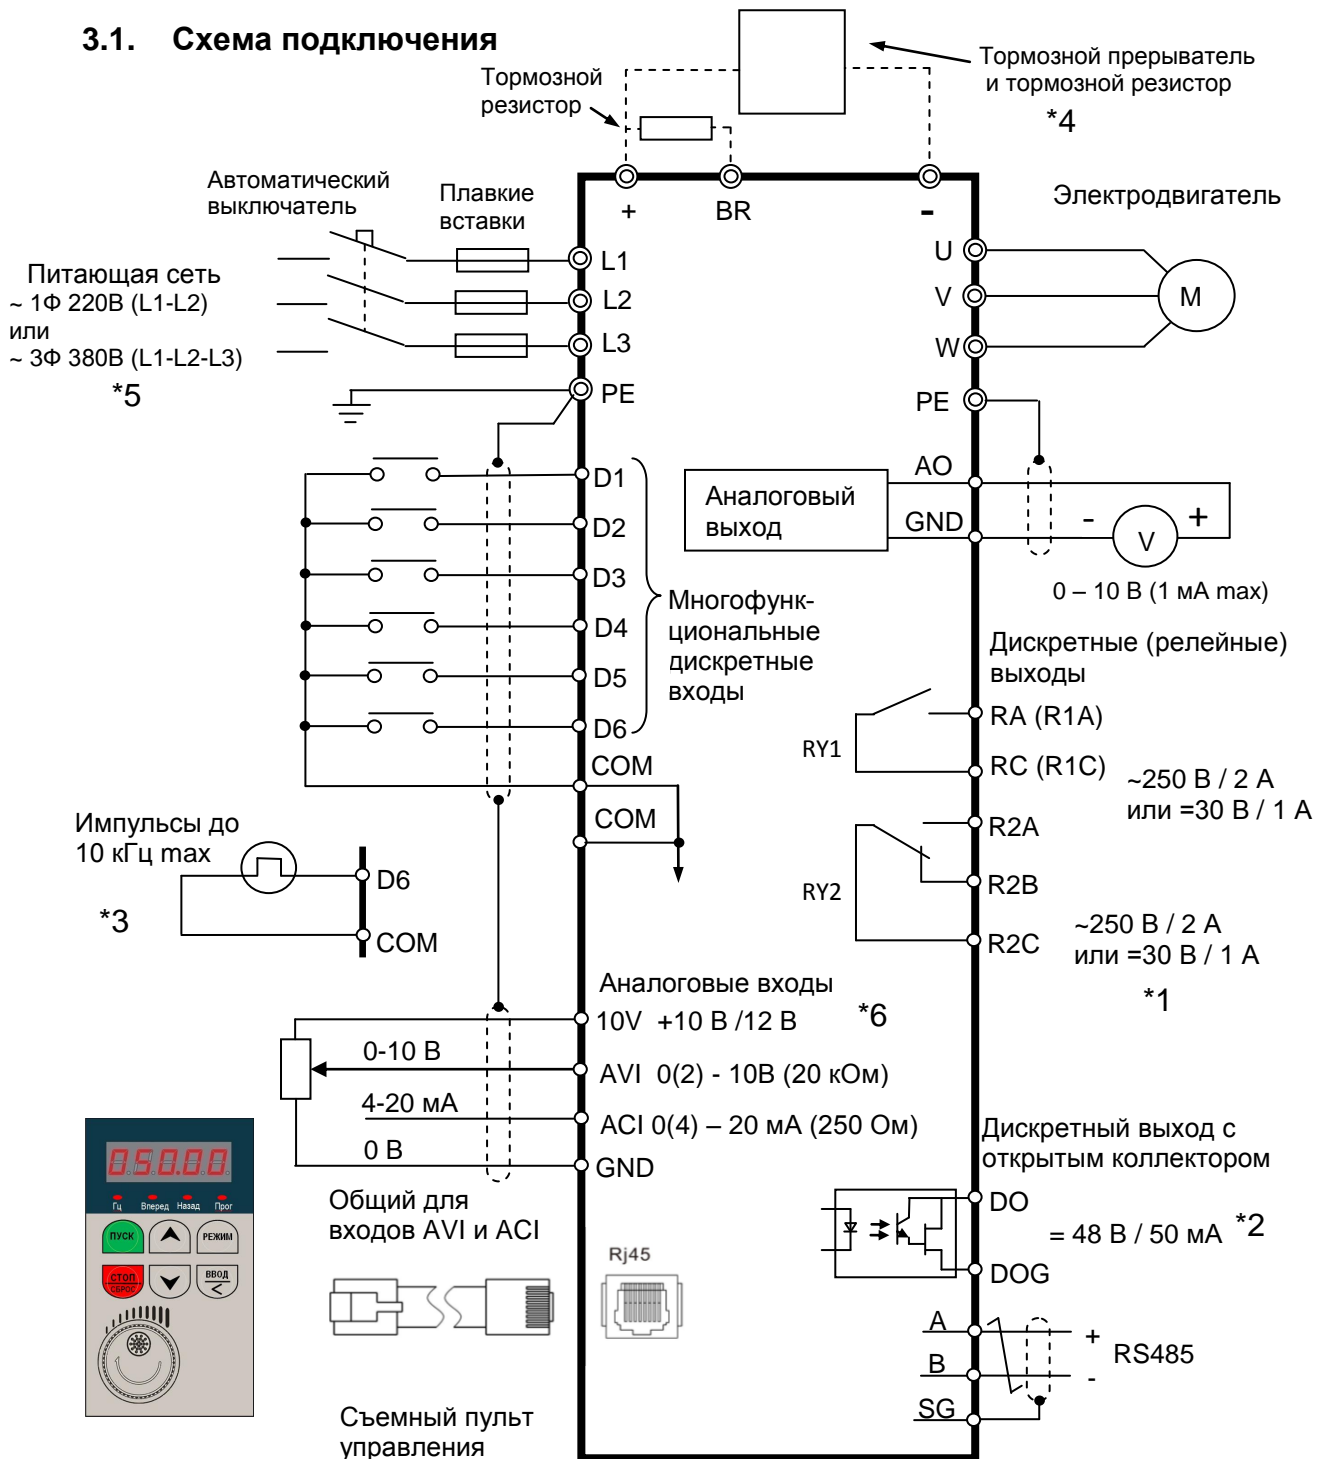 3.1. Схема подключения
Тормозной
резистор
Тормозной прерыватель
и тормозной резистор
*4
Автоматический
выключатель
Плавкие
вставки
+
BR
-
Электродвигатель
Питающая сеть
~ 1Ф 220В (L1-L2)
или
~ 3Ф 380В (L1-L2-L3)
*5
L1
L2
L3
PE
U
V
W
PE
M
D1
D2
D3
D4
D5
D6
COM
COM
Многофунк-
циональные
дискретные
входы
Аналоговый
выход
AO
GND
-
V
+
0 – 10 В (1 мА max)
Дискретные (релейные)
выходы
RY1
RA (R1A)
RC (R1C)
~250 В / 2 А
или =30 В / 1 А
RY2
R2A
R2B
R2C
~250 В / 2 А
или =30 В / 1 А
*1
Импульсы до
10 кГц max
*3
D6
COM
Аналоговые входы
10V +10 В /12 В
*6
0-10 В
AVI 0(2) - 10В (20 кОм)
4-20 мА
ACI 0(4) – 20 мА (250 Ом)
0 В
GND
Общий для
входов AVI и ACI
Дискретный выход с
открытым коллектором
DO
= 48 В / 50 мА *2
DOG
A
B
SG
+
-
RS485
Rj45
050.00
Гц Вперед Назад Прог
ПУСК
РЕЖИМ
СТОП
СБРОС
ВВОД
<
Съемный пульт
управления